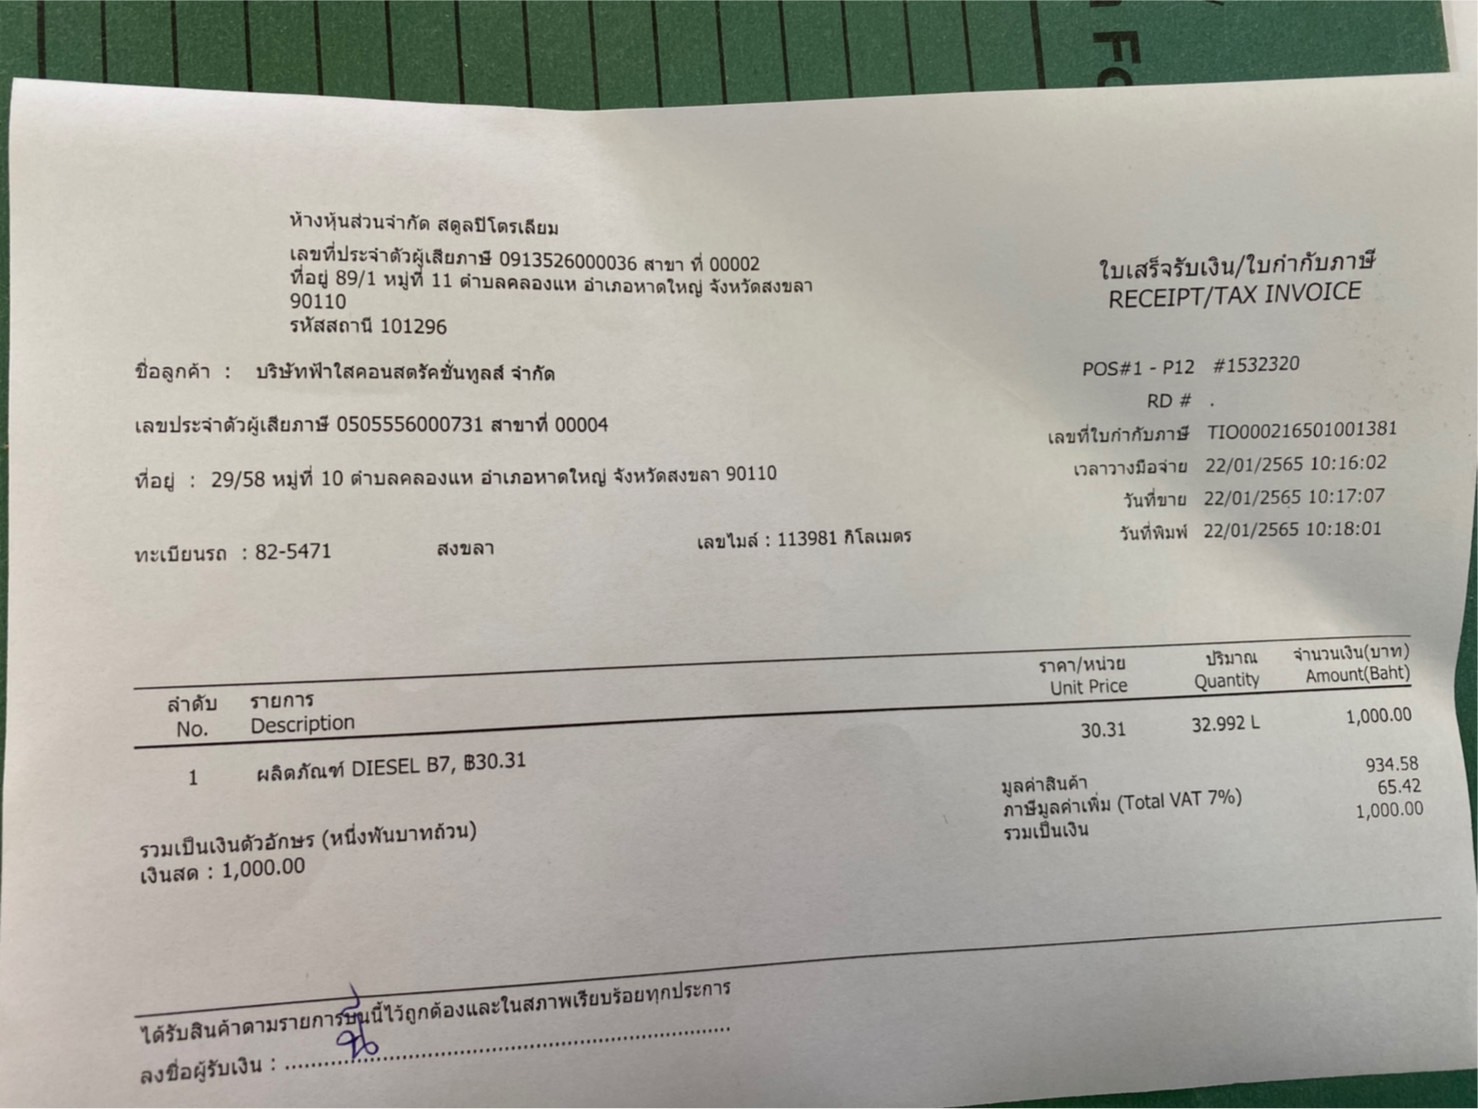 ห้างหุ้นส่วนจำกัด สตูลปิโตรเลียม
เลขที่ประจำตัวผู้เสียภาษี 0913526000036 สาขา ที่ 00002
ที่อยู่ 89/1 หมู่ที่ 11 ตำบลคลองแห อำเภอหาดใหญ่ จังหวัดสงขลา
90110
รหัสสถานี 101296
ใบเสร็จรับเงิน/ใบกำกับภาษี
RECEIPT/TAX INVOICE
ชื่อลูกค้า : บริษัทฟ้าใสคอนสตรัคชั่นทูลส์ จำกัด
เลขประจำตัวผู้เสียภาษี 0505556000731 สาขาที่ 00004
ที่อยู่ : 29/58 หมู่ที่ 10 ตำบลคลองแห อำเภอหาดใหญ่ จังหวัดสงขลา 90110
ทะเบียนรถ : 82-5471 สงขลา เลขไมล์ : 113981 กิโลเมตร
POS#1 - P12 #1532320
RD # .
เลขที่ใบกำกับภาษี TIO000216501001381
เวลาวางมือจ่าย 22/01/2565 10:16:02
วันที่ขาย 22/01/2565 10:17:07
วันที่พิมพ์ 22/01/2565 10:18:01
ลำดับ รายการ ราคา/หน่วย ปริมาณ จำนวนเงิน(บาท)
No. Description Unit Price Quantity Amount(Baht)
1 ผลิตภัณฑ์ DIESEL B7, ฿30.31 30.31 32.992 L 1,000.00
มูลค่าสินค้า 934.58
ภาษีมูลค่าเพิ่ม (Total VAT 7%) 65.42
รวมเป็นเงิน 1,000.00
รวมเป็นเงินตัวอักษร (หนึ่งพันบาทถ้วน)
เงินสด : 1,000.00
ได้รับสินค้าตามรายการบนนี้ไว้ถูกต้องและในสภาพเรียบร้อยทุกประการ
ลงชื่อผู้รับเงิน : ........................................................................